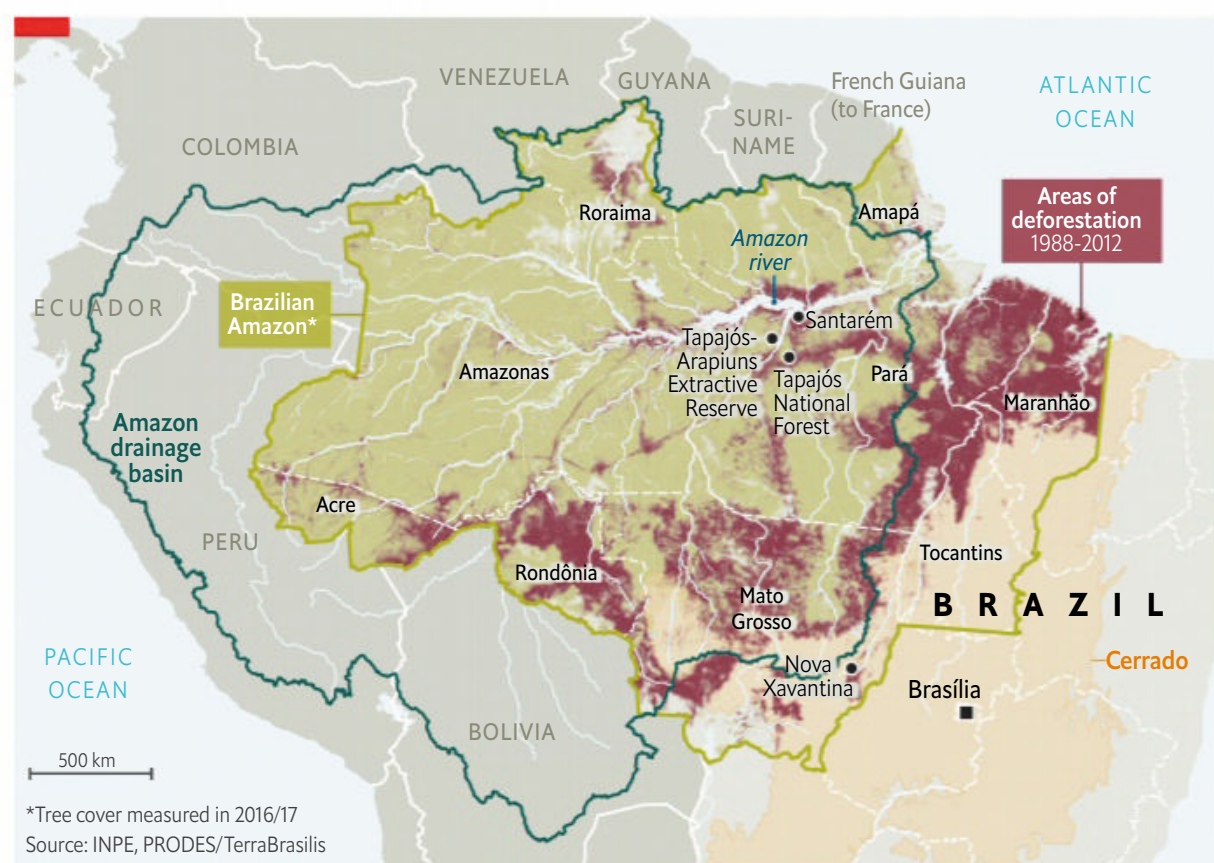 VENEZUELA
GUYANA
French Guiana
(to France)
ATLANTIC
OCEAN
SURI-
NAME
COLOMBIA
Areas of
deforestation
1988-2012
Roraima
Amapá
Amazon
river
ECUADOR
Brazilian
Amazon*
Santarém
Tapajós-
Arapiuns
Extractive
Reserve
Amazonas
Tapajós
National
Forest
Pará
Maranhão
Amazon
drainage
basin
Acre
PERU
Rondônia
Tocantins
Mato
Grosso
BRAZIL
PACIFIC
OCEAN
Nova
Xavantina
Cerrado
Brasília
BOLIVIA
500 km
*Tree cover measured in 2016/17
Source: INPE, PRODES/TerraBrasilis